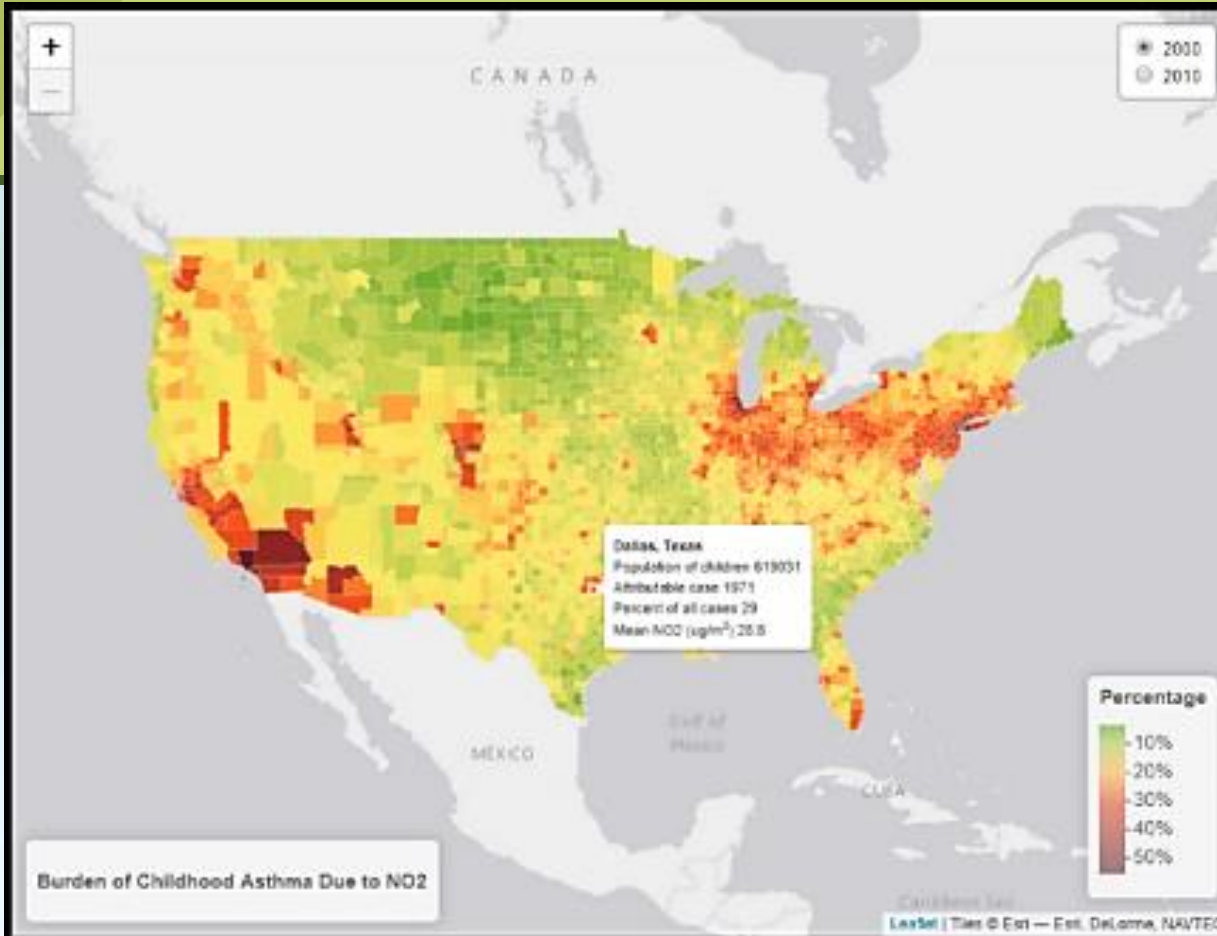 +
−
2000
2010
CANADA
Dallas, Texas
Population of children 619031
Attributable case 1971
Percent of all cases 29
Mean NO2 (ug/m³) 28.8
Gulf of
Mexico
MEXICO
CUBA
Percentage
10%
20%
30%
40%
50%
Burden of Childhood Asthma Due to NO2
Caribbean Sea
Leaflet | Tiles © Esri — Esri, DeLorme, NAVTEQ